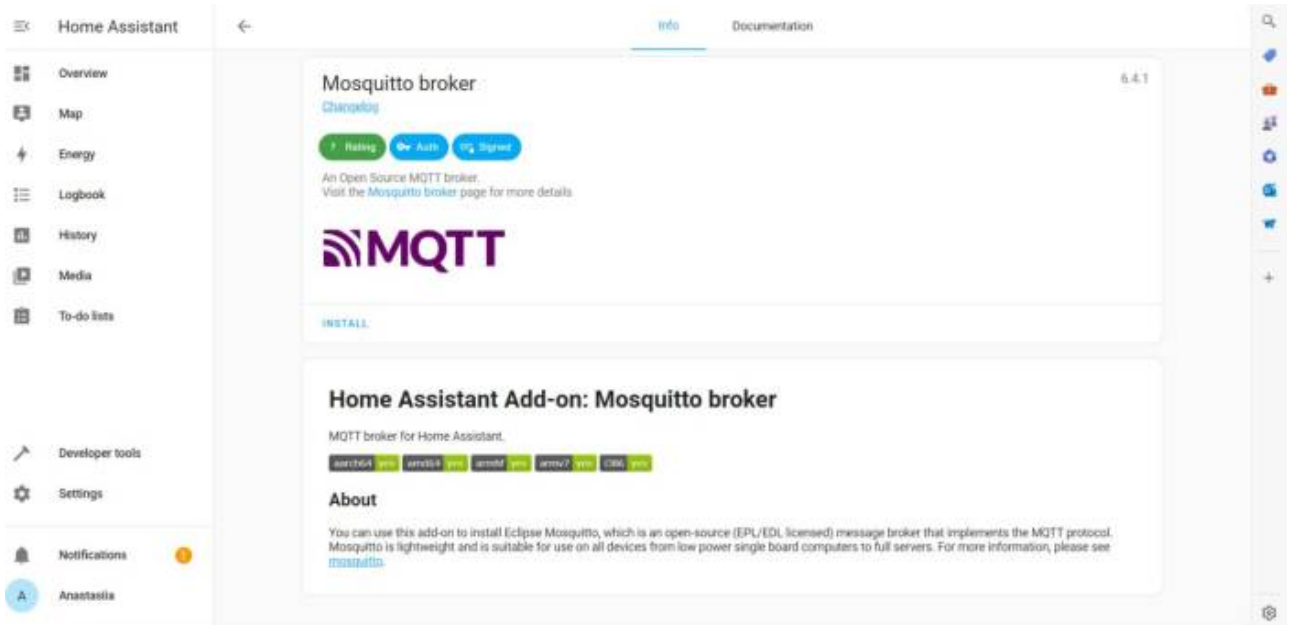 Home Assistant
Overview
Map
Energy
Logbook
History
Media
To-do lists
Developer tools
Settings
Notifications
A Anastasiia
Info Documentation
Mosquitto broker 6.4.1
Changelog
Rating Auth Signed
An Open Source MQTT broker.
Visit the Mosquitto broker page for more details
MQTT
INSTALL
Home Assistant Add-on: Mosquitto broker
MQTT broker for Home Assistant.
aarch64 yes amd64 yes armhf yes armv7 yes i386 yes
About
You can use this add-on to install Eclipse Mosquitto, which is an open-source (EPL/EDL licensed) message broker that implements the MQTT protocol.
Mosquitto is lightweight and is suitable for use on all devices from low power single board computers to full servers. For more information, please see
mosquitto.